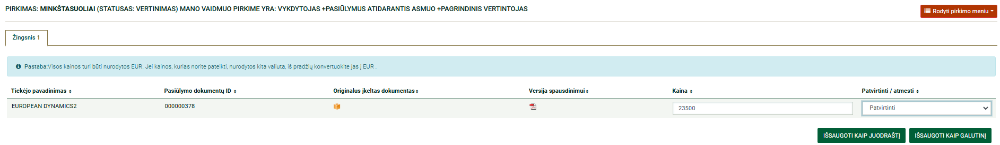 PIRKIMAS: MINKŠTASUOLIAI (STATUSAS: VERTINIMAS) MANO VAIDMUO PIRKIME YRA: VYKDYTOJAS +PASIŪLYMUS ATIDARANTIS ASMUO +PAGRINDINIS VERTINTOJAS
Rodyti pirkimo meniu
Žingsnis 1
Pastaba:Visos kainos turi būti nurodytos EUR. Jei kainos, kurias norite pateikti, nurodytos kita valiuta, iš pradžių konvertuokite jas į EUR .
Tiekėjo pavadinimas Pasiūlymo dokumentų ID Originalus įkeltas dokumentas Versija spausdinimui Kaina Patvirtinti / atmesti
EUROPEAN DYNAMICS2 000000378 23500 Patvirtinti
IŠSAUGOTI KAIP JUODRAŠTĮ IŠSAUGOTI KAIP GALUTINĮ